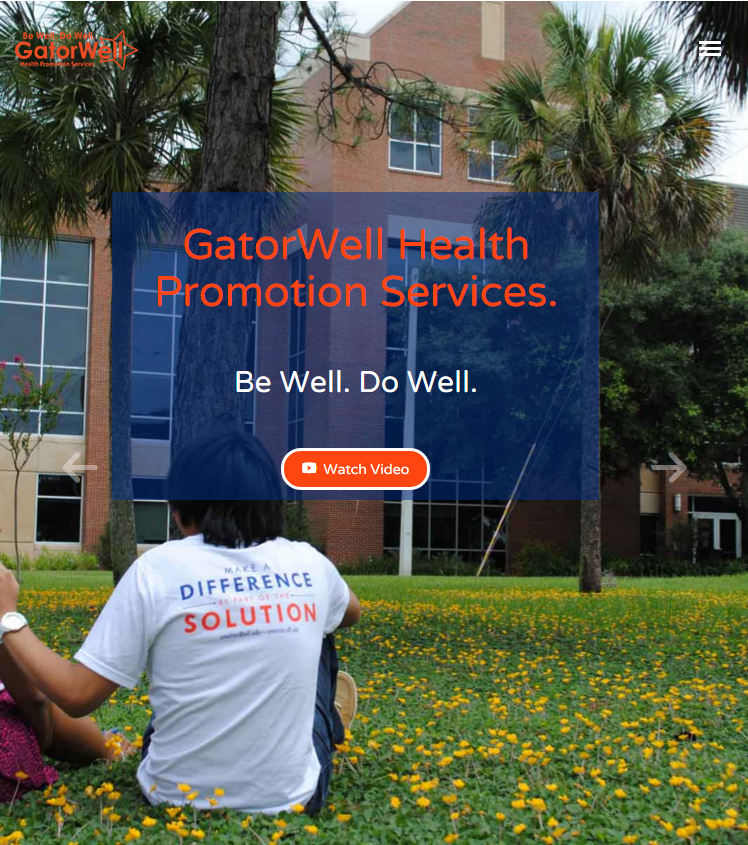 Be Well. Do Well.
GatorWell
Health Promotion Services
GatorWell Health
Promotion Services.
Be Well. Do Well.
Watch Video
MAKE A
DIFFERENCE
BE PART OF THE
SOLUTION